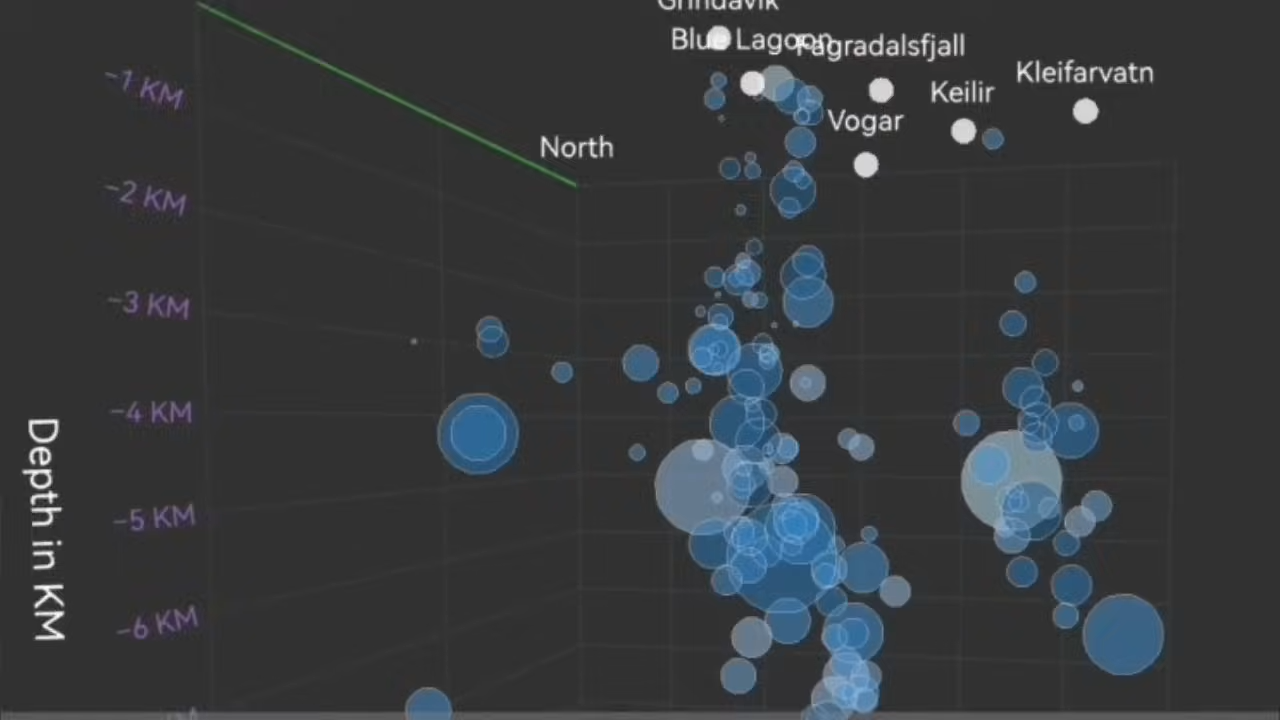 Grindavik
Blue Lagoon
Fagradalsfjall
Kleifarvatn
Keilir
Vogar
North
-1 KM
-2 KM
-3 KM
-4 KM
-5 KM
-6 KM
Depth in KM